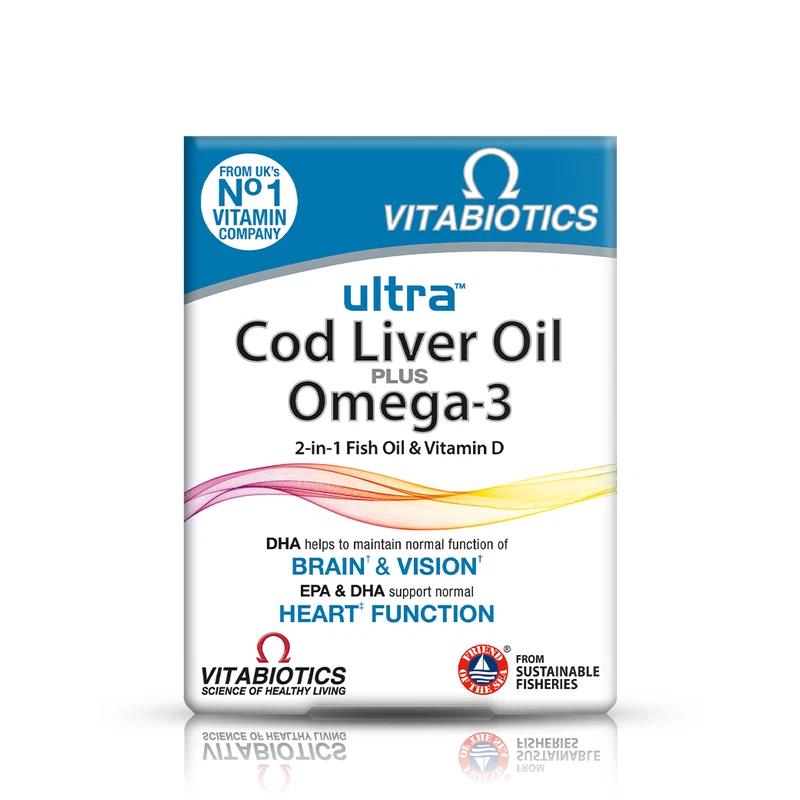 FROM UK's
Nº1
VITAMIN
COMPANY
VITABIOTICS
ultra™
Cod Liver Oil
PLUS
Omega-3
2-in-1 Fish Oil & Vitamin D
DHA helps to maintain normal function of
BRAIN† & VISION†
EPA & DHA support normal
HEART‡ FUNCTION
VITABIOTICS
SCIENCE OF HEALTHY LIVING
FRIEND OF THE SEA®
FROM
SUSTAINABLE
FISHERIES